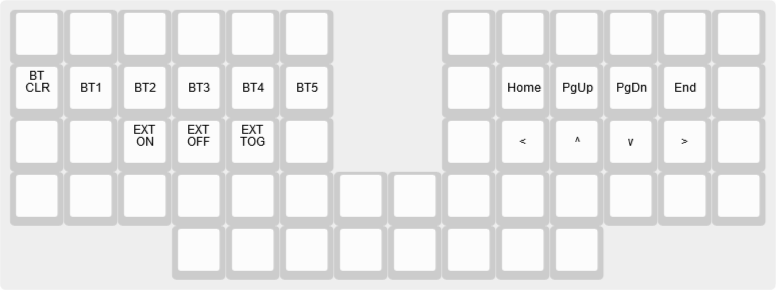 BT
CLR
BT1
BT2
BT3
BT4
BT5
Home
PgUp
PgDn
End
EXT
ON
EXT
OFF
EXT
TOG
<
^
v
>